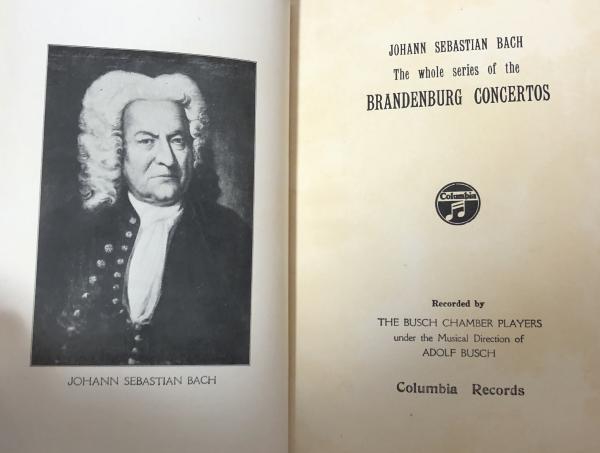 JOHANN SEBASTIAN BACH
JOHANN SEBASTIAN BACH
The whole series of the
BRANDENBURG CONCERTOS
Columbia
Recorded by
THE BUSCH CHAMBER PLAYERS
under the Musical Direction of
ADOLF BUSCH
Columbia Records